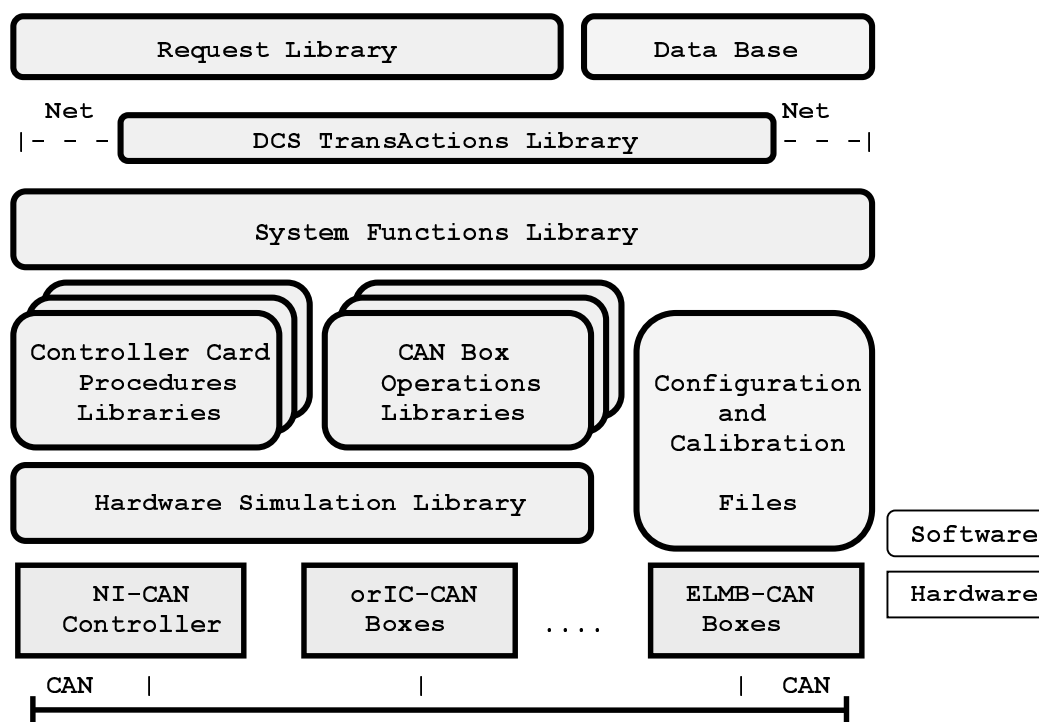 Request Library
Data Base
Net
Net
DCS TransActions Library
System Functions Library
Controller Card
Procedures
Libraries
CAN Box
Operations
Libraries
Configuration
and
Calibration
Files
Hardware Simulation Library
Software
Hardware
NI-CAN
Controller
orIC-CAN
Boxes
....
ELMB-CAN
Boxes
CAN
CAN